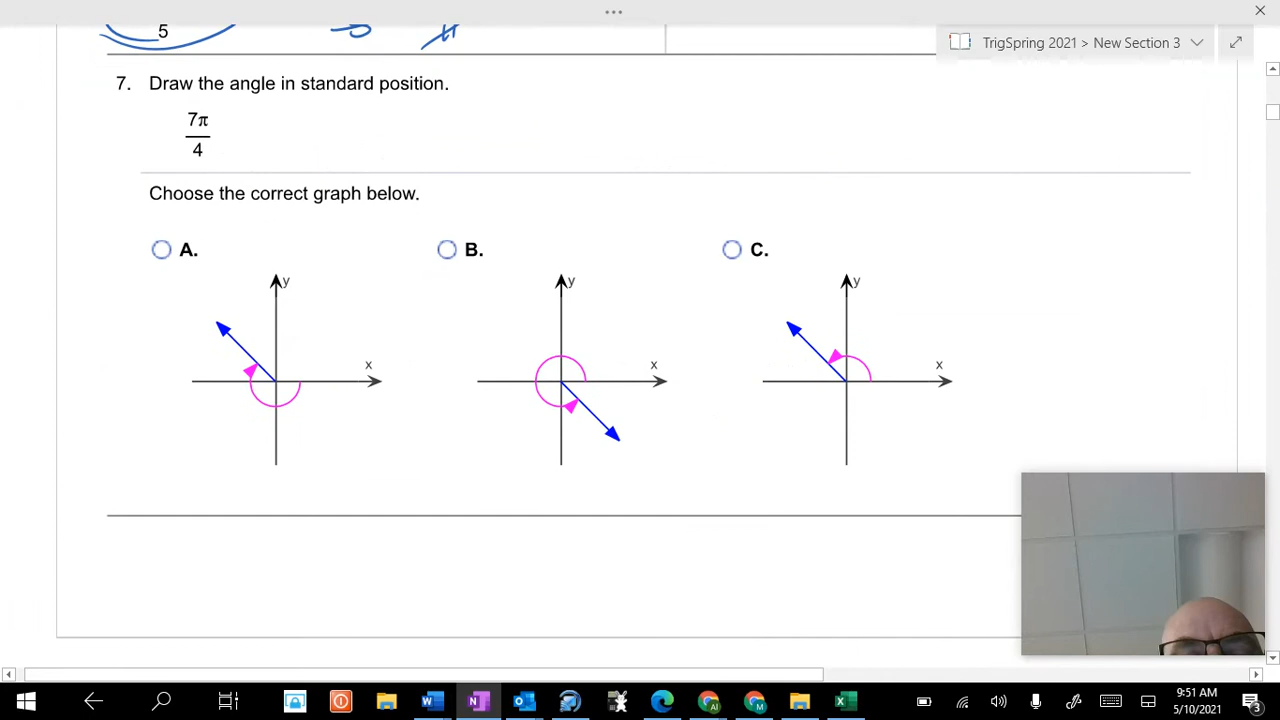 5
TrigSpring 2021 > New Section 3
7. Draw the angle in standard position.
7π
4
Choose the correct graph below.
A. B. C.
y y y
x x x
9:51 AM
5/10/2021
3